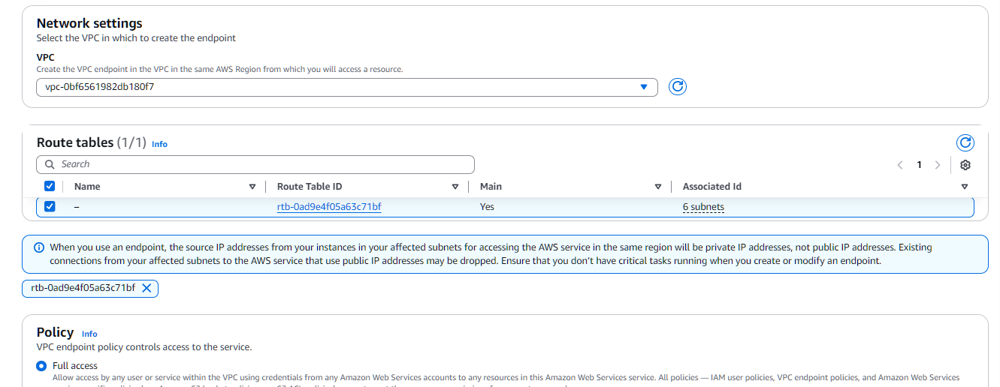 Network settings
Select the VPC in which to create the endpoint
VPC
Create the VPC endpoint in the VPC in the same AWS Region from which you will access a resource.
vpc-0bf6561982db180f7
Route tables (1/1) Info
Search
1
Name Route Table ID Main Associated Id
– rtb-0ad9e4f05a63c71bf Yes 6 subnets
When you use an endpoint, the source IP addresses from your instances in your affected subnets for accessing the AWS service in the same region will be private IP addresses, not public IP addresses. Existing
connections from your affected subnets to the AWS service that use public IP addresses may be dropped. Ensure that you don't have critical tasks running when you create or modify an endpoint.
rtb-0ad9e4f05a63c71bf
Policy Info
VPC endpoint policy controls access to the service.
Full access
Allow access by any user or service within the VPC using credentials from any Amazon Web Services accounts to any resources in this Amazon Web Services service. All policies — IAM user policies, VPC endpoint policies, and Amazon Web Services